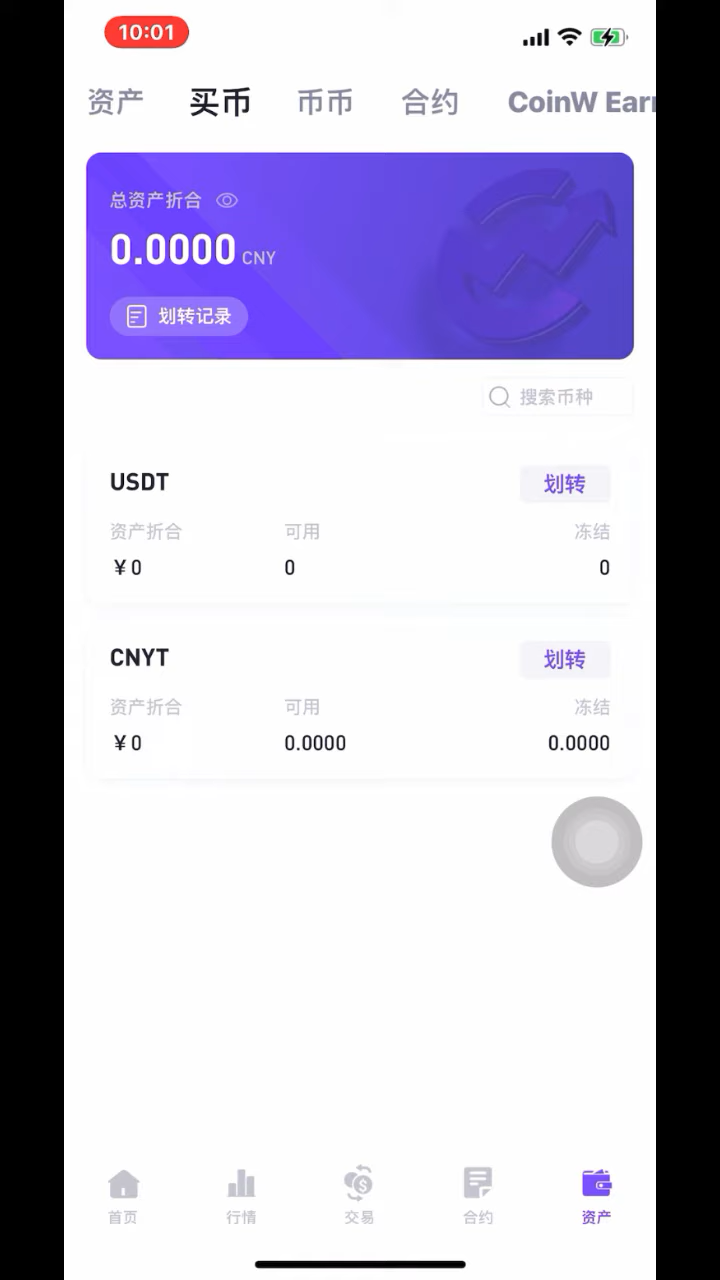 10:01
资产 买币 币币 合约 CoinW Earn
总资产折合
0.0000 CNY
划转记录
搜索币种
USDT 划转
资产折合 可用 冻结
￥0 0 0
CNYT 划转
资产折合 可用 冻结
￥0 0.0000 0.0000
首页 行情 交易 合约 资产